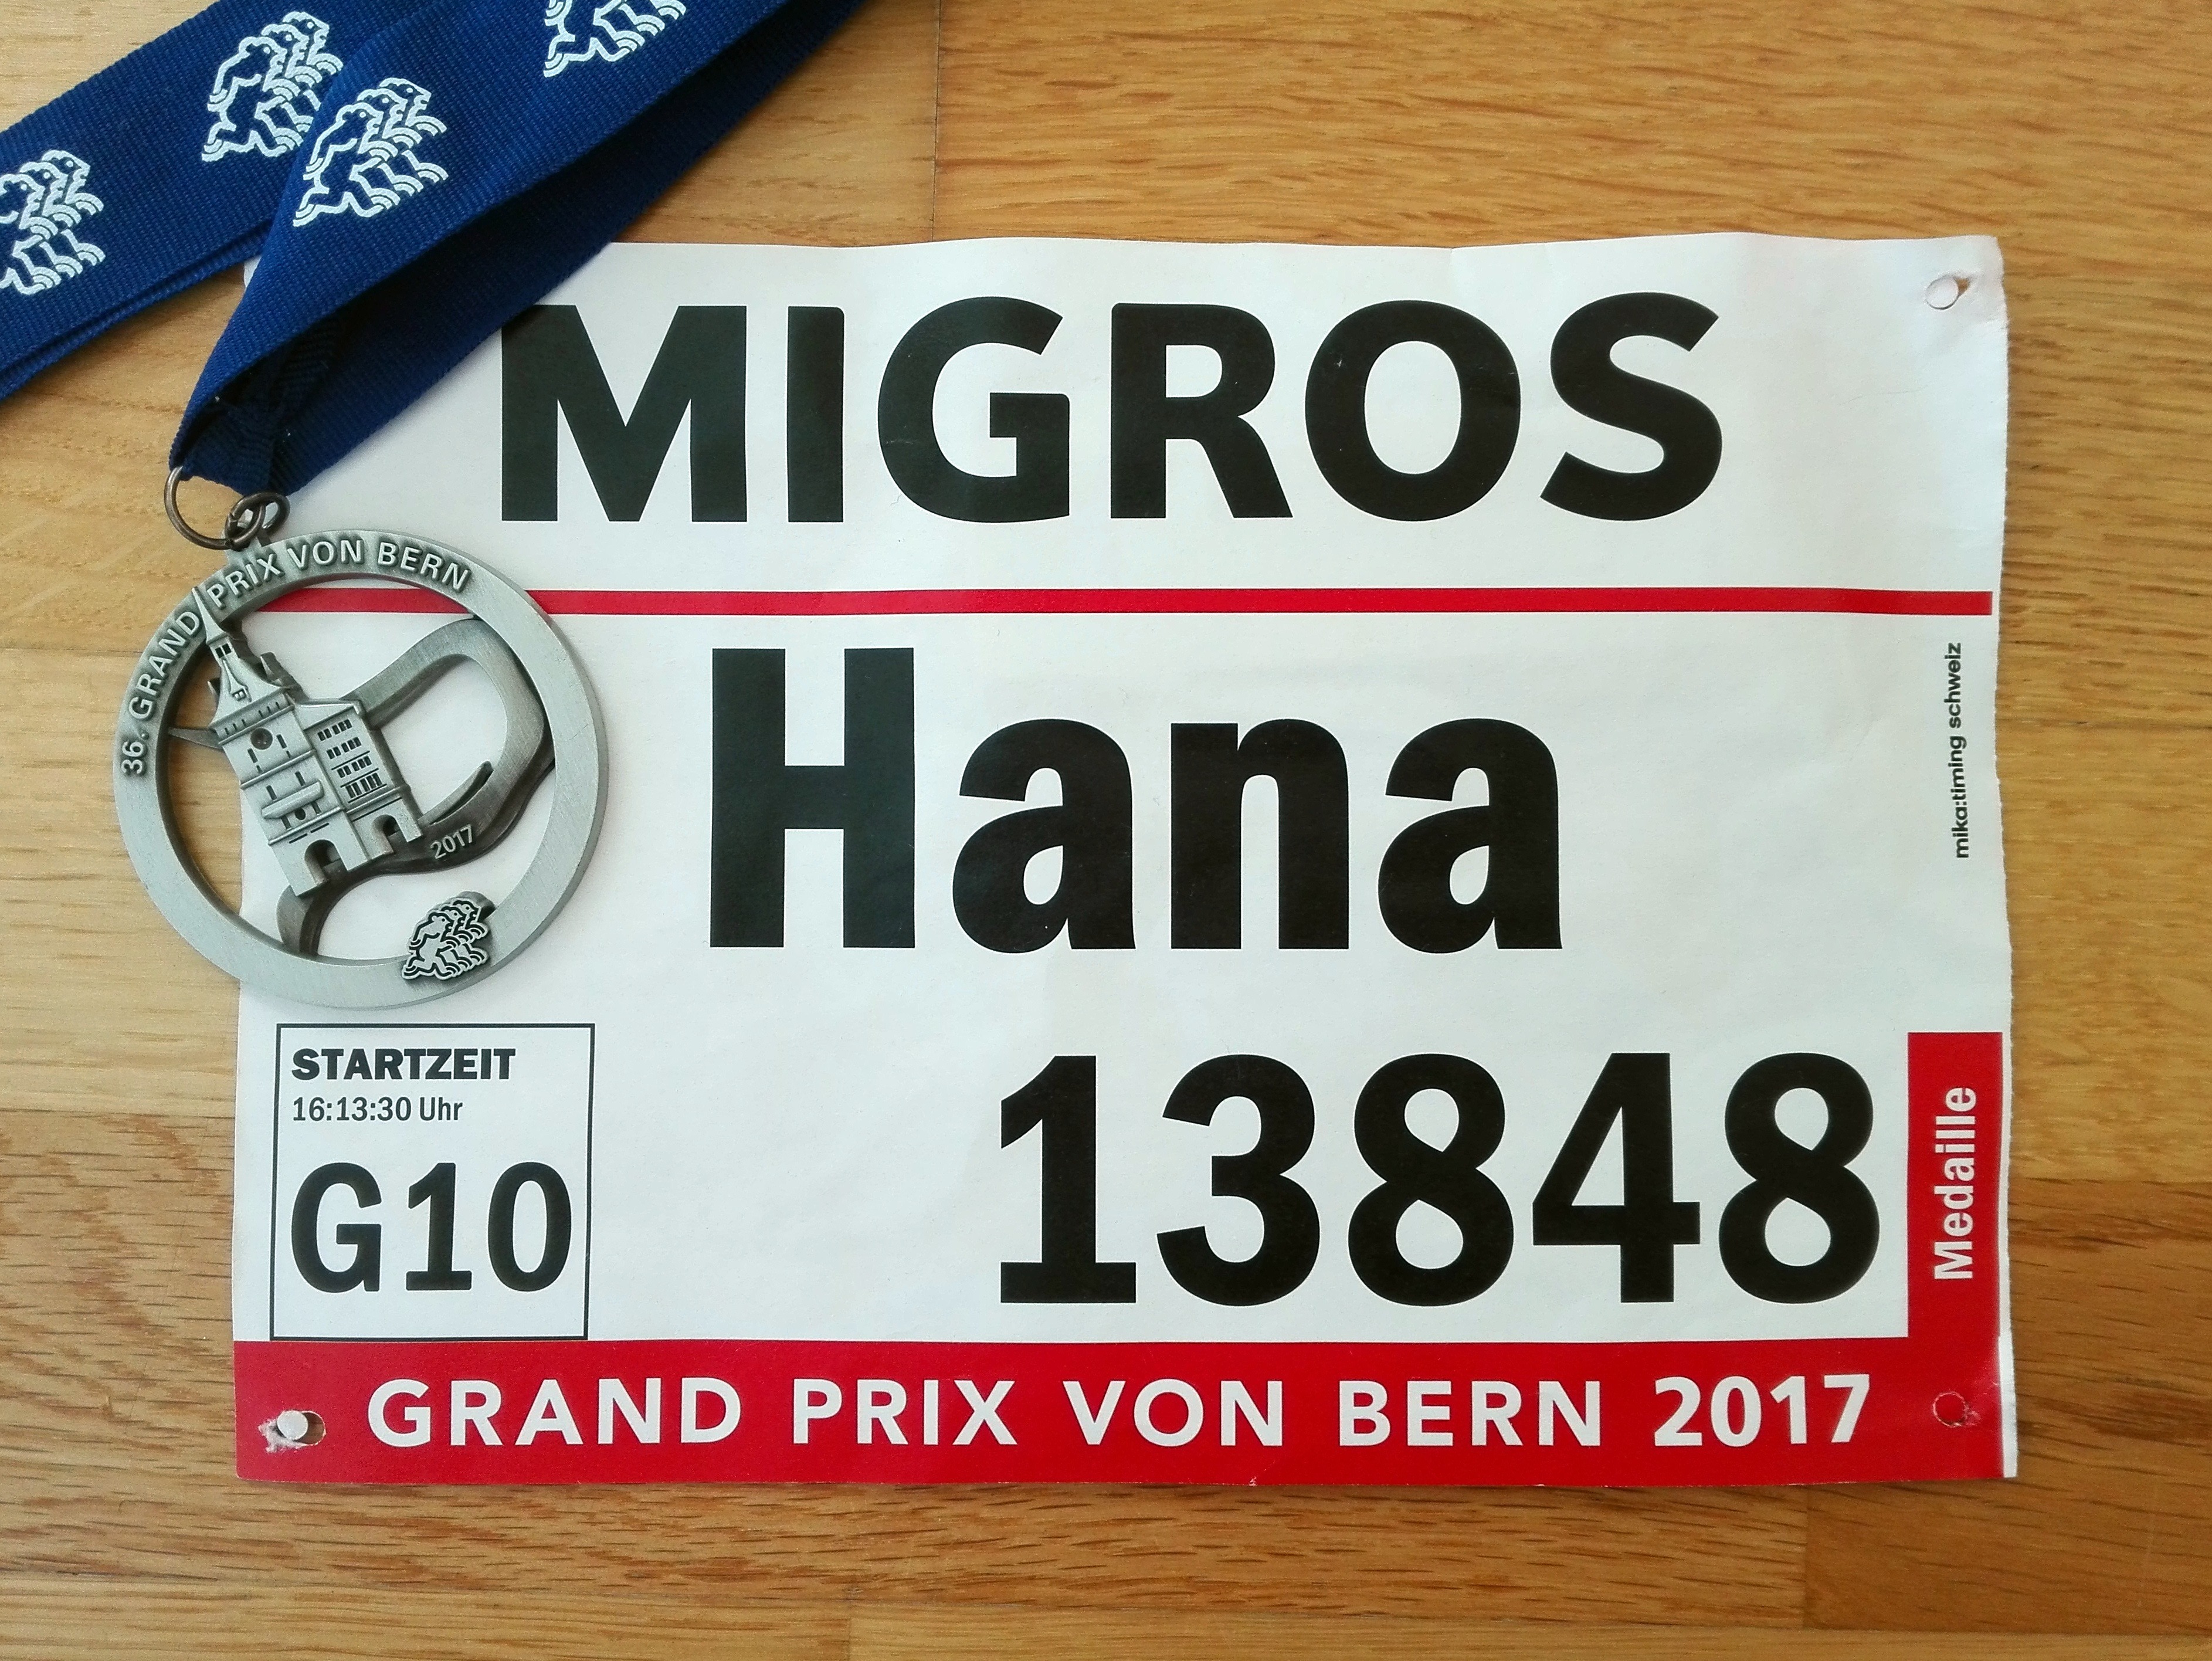 MIGROS
36. GRAND PRIX VON BERN
2017
Hana
mika:timing schweiz
STARTZEIT
16:13:30 Uhr
G10
13848
Medaille
GRAND PRIX VON BERN 2017